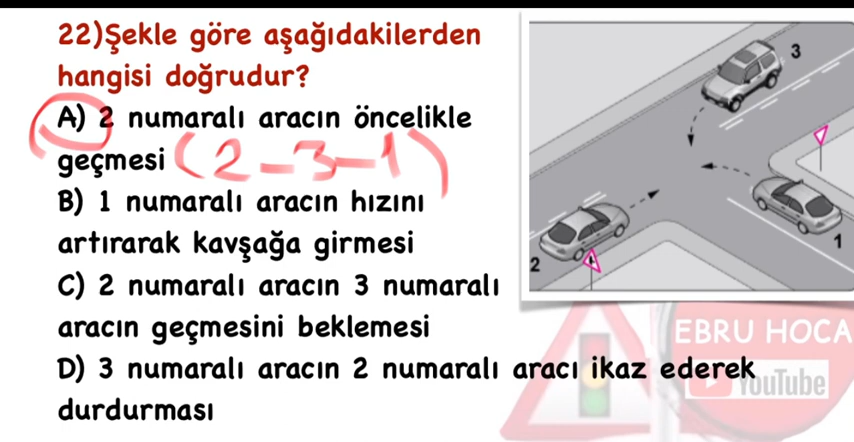 22)Şekle göre aşağıdakilerden
hangisi doğrudur?
A) 2 numaralı aracın öncelikle
geçmesi (2-3-1)
B) 1 numaralı aracın hızını
artırarak kavşağa girmesi
C) 2 numaralı aracın 3 numaralı
aracın geçmesini beklemesi
D) 3 numaralı aracın 2 numaralı aracı ikaz ederek
durdurması
3
2
1
EBRU HOCA
YouTube